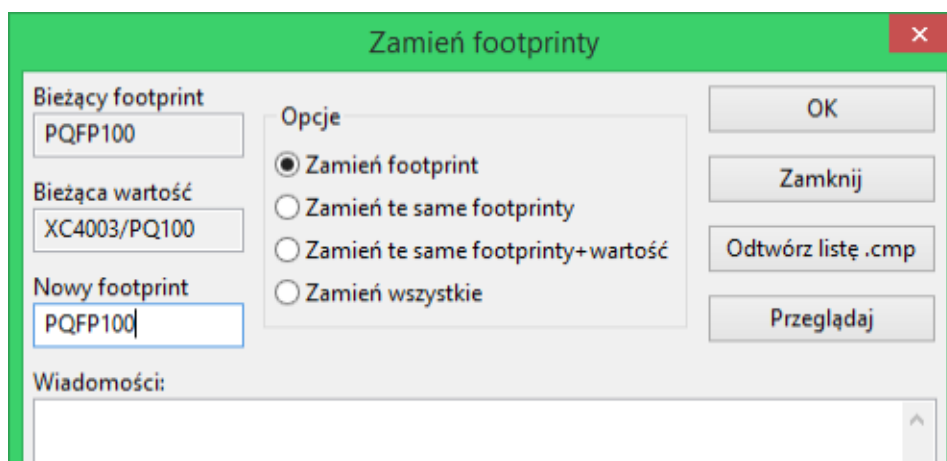 Zamień footprinty
Bieżący footprint
PQFP100
Bieżąca wartość
XC4003/PQ100
Nowy footprint
PQFP100
Opcje
Zamień footprint
Zamień te same footprinty
Zamień te same footprinty+wartość
Zamień wszystkie
OK
Zamknij
Odtwórz listę .cmp
Przeglądaj
Wiadomości: